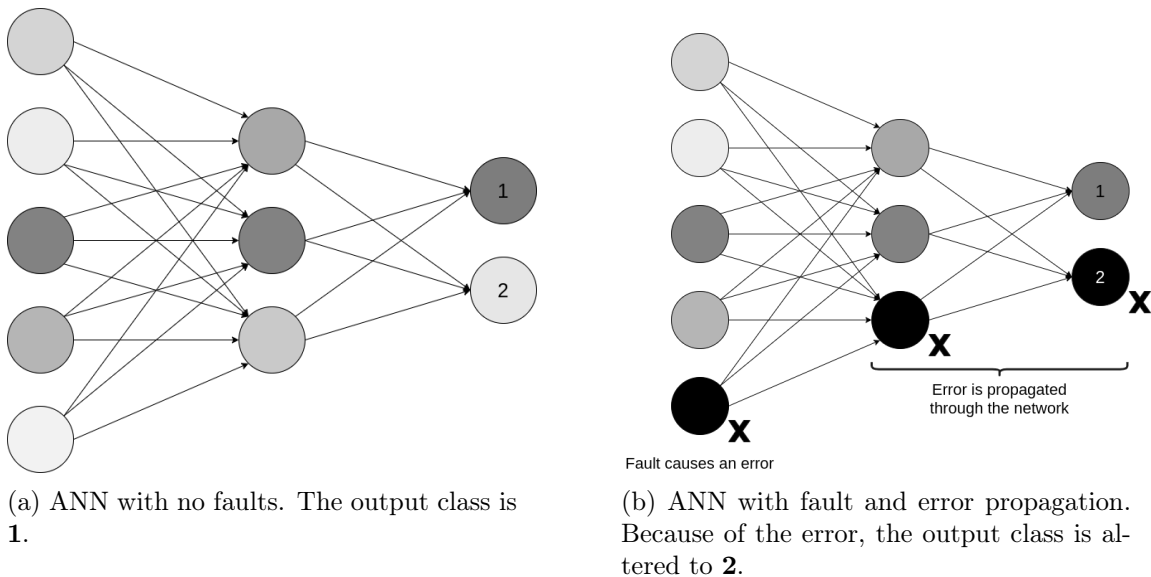 1
2
(a) ANN with no faults. The output class is
1.
1
2
X
X
Error is propagated
through the network
X
Fault causes an error
(b) ANN with fault and error propagation.
Because of the error, the output class is al-
tered to 2.